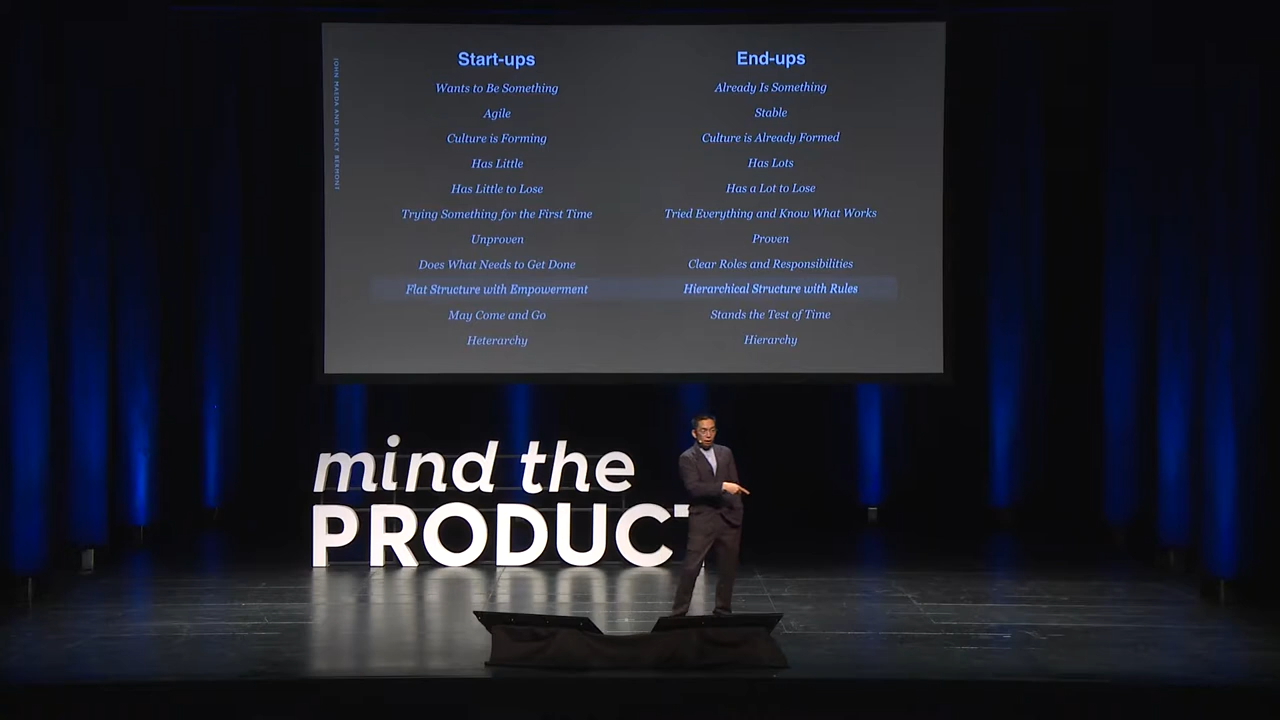 JOHN MAEDA AND BECKY BERMONT
Start-ups
End-ups
Wants to Be Something
Already Is Something
Agile
Stable
Culture is Forming
Culture is Already Formed
Has Little
Has Lots
Has Little to Lose
Has a Lot to Lose
Trying Something for the First Time
Tried Everything and Know What Works
Unproven
Proven
Does What Needs to Get Done
Clear Roles and Responsibilities
Flat Structure with Empowerment
Hierarchical Structure with Rules
May Come and Go
Stands the Test of Time
Heterarchy
Hierarchy
mind the
PRODUCT